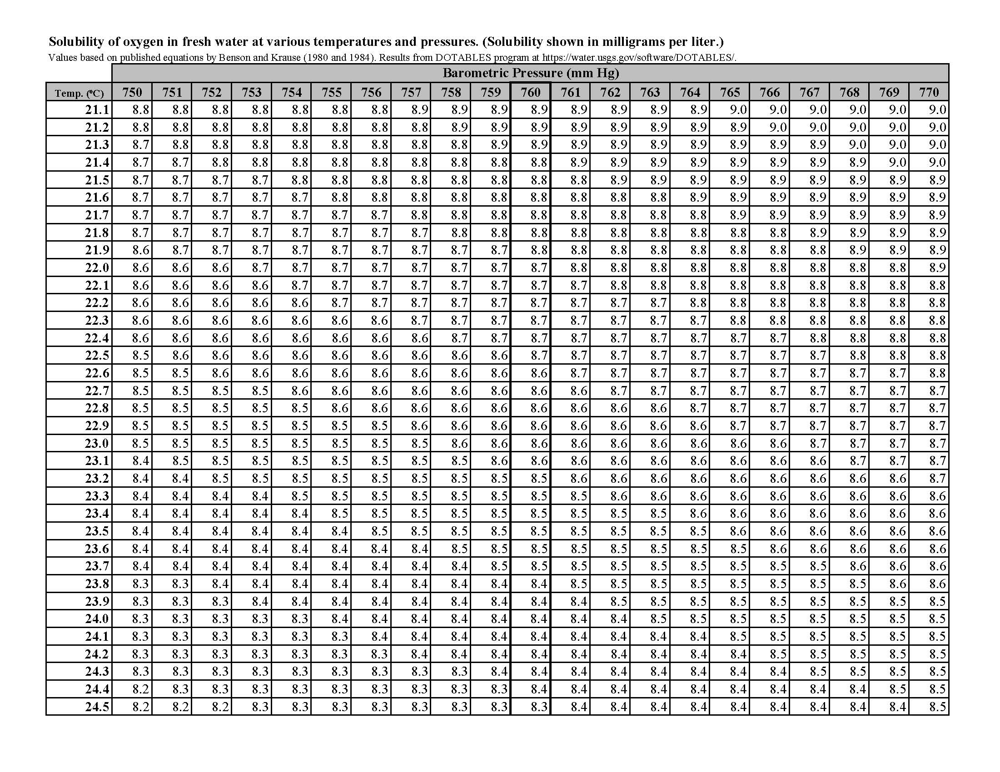 Solubility of oxygen in fresh water at various temperatures and pressures. (Solubility shown in milligrams per liter.)
Values based on published equations by Benson and Krause (1980 and 1984). Results from DOTABLES program at https://water.usgs.gov/software/DOTABLES/.
Barometric Pressure (mm Hg)
Temp. (ºC) 750 751 752 753 754 755 756 757 758 759 760 761 762 763 764 765 766 767 768 769 770
21.1 8.8 8.8 8.8 8.8 8.8 8.8 8.8 8.9 8.9 8.9 8.9 8.9 8.9 8.9 8.9 9.0 9.0 9.0 9.0 9.0 9.0
21.2 8.8 8.8 8.8 8.8 8.8 8.8 8.8 8.8 8.9 8.9 8.9 8.9 8.9 8.9 8.9 8.9 9.0 9.0 9.0 9.0 9.0
21.3 8.7 8.8 8.8 8.8 8.8 8.8 8.8 8.8 8.8 8.9 8.9 8.9 8.9 8.9 8.9 8.9 8.9 8.9 9.0 9.0 9.0
21.4 8.7 8.7 8.8 8.8 8.8 8.8 8.8 8.8 8.8 8.8 8.8 8.9 8.9 8.9 8.9 8.9 8.9 8.9 8.9 9.0 9.0
21.5 8.7 8.7 8.7 8.7 8.8 8.8 8.8 8.8 8.8 8.8 8.8 8.8 8.9 8.9 8.9 8.9 8.9 8.9 8.9 8.9 8.9
21.6 8.7 8.7 8.7 8.7 8.7 8.8 8.8 8.8 8.8 8.8 8.8 8.8 8.8 8.8 8.9 8.9 8.9 8.9 8.9 8.9 8.9
21.7 8.7 8.7 8.7 8.7 8.7 8.7 8.7 8.8 8.8 8.8 8.8 8.8 8.8 8.8 8.8 8.9 8.9 8.9 8.9 8.9 8.9
21.8 8.7 8.7 8.7 8.7 8.7 8.7 8.7 8.7 8.8 8.8 8.8 8.8 8.8 8.8 8.8 8.8 8.8 8.9 8.9 8.9 8.9
21.9 8.6 8.7 8.7 8.7 8.7 8.7 8.7 8.7 8.7 8.7 8.8 8.8 8.8 8.8 8.8 8.8 8.8 8.8 8.9 8.9 8.9
22.0 8.6 8.6 8.6 8.7 8.7 8.7 8.7 8.7 8.7 8.7 8.7 8.8 8.8 8.8 8.8 8.8 8.8 8.8 8.8 8.8 8.9
22.1 8.6 8.6 8.6 8.6 8.7 8.7 8.7 8.7 8.7 8.7 8.7 8.7 8.8 8.8 8.8 8.8 8.8 8.8 8.8 8.8 8.8
22.2 8.6 8.6 8.6 8.6 8.6 8.7 8.7 8.7 8.7 8.7 8.7 8.7 8.7 8.7 8.8 8.8 8.8 8.8 8.8 8.8 8.8
22.3 8.6 8.6 8.6 8.6 8.6 8.6 8.6 8.7 8.7 8.7 8.7 8.7 8.7 8.7 8.7 8.8 8.8 8.8 8.8 8.8 8.8
22.4 8.6 8.6 8.6 8.6 8.6 8.6 8.6 8.6 8.7 8.7 8.7 8.7 8.7 8.7 8.7 8.7 8.7 8.8 8.8 8.8 8.8
22.5 8.5 8.6 8.6 8.6 8.6 8.6 8.6 8.6 8.6 8.6 8.7 8.7 8.7 8.7 8.7 8.7 8.7 8.7 8.8 8.8 8.8
22.6 8.5 8.5 8.6 8.6 8.6 8.6 8.6 8.6 8.6 8.6 8.6 8.7 8.7 8.7 8.7 8.7 8.7 8.7 8.7 8.7 8.8
22.7 8.5 8.5 8.5 8.5 8.6 8.6 8.6 8.6 8.6 8.6 8.6 8.6 8.7 8.7 8.7 8.7 8.7 8.7 8.7 8.7 8.7
22.8 8.5 8.5 8.5 8.5 8.5 8.6 8.6 8.6 8.6 8.6 8.6 8.6 8.6 8.6 8.7 8.7 8.7 8.7 8.7 8.7 8.7
22.9 8.5 8.5 8.5 8.5 8.5 8.5 8.5 8.6 8.6 8.6 8.6 8.6 8.6 8.6 8.6 8.7 8.7 8.7 8.7 8.7 8.7
23.0 8.5 8.5 8.5 8.5 8.5 8.5 8.5 8.5 8.6 8.6 8.6 8.6 8.6 8.6 8.6 8.6 8.6 8.7 8.7 8.7 8.7
23.1 8.4 8.5 8.5 8.5 8.5 8.5 8.5 8.5 8.5 8.6 8.6 8.6 8.6 8.6 8.6 8.6 8.6 8.6 8.7 8.7 8.7
23.2 8.4 8.4 8.5 8.5 8.5 8.5 8.5 8.5 8.5 8.5 8.5 8.6 8.6 8.6 8.6 8.6 8.6 8.6 8.6 8.6 8.7
23.3 8.4 8.4 8.4 8.4 8.5 8.5 8.5 8.5 8.5 8.5 8.5 8.5 8.6 8.6 8.6 8.6 8.6 8.6 8.6 8.6 8.6
23.4 8.4 8.4 8.4 8.4 8.4 8.5 8.5 8.5 8.5 8.5 8.5 8.5 8.5 8.5 8.6 8.6 8.6 8.6 8.6 8.6 8.6
23.5 8.4 8.4 8.4 8.4 8.4 8.4 8.5 8.5 8.5 8.5 8.5 8.5 8.5 8.5 8.5 8.6 8.6 8.6 8.6 8.6 8.6
23.6 8.4 8.4 8.4 8.4 8.4 8.4 8.4 8.4 8.5 8.5 8.5 8.5 8.5 8.5 8.5 8.5 8.6 8.6 8.6 8.6 8.6
23.7 8.4 8.4 8.4 8.4 8.4 8.4 8.4 8.4 8.4 8.5 8.5 8.5 8.5 8.5 8.5 8.5 8.5 8.5 8.6 8.6 8.6
23.8 8.3 8.3 8.4 8.4 8.4 8.4 8.4 8.4 8.4 8.4 8.4 8.5 8.5 8.5 8.5 8.5 8.5 8.5 8.5 8.6 8.6
23.9 8.3 8.3 8.3 8.4 8.4 8.4 8.4 8.4 8.4 8.4 8.4 8.4 8.5 8.5 8.5 8.5 8.5 8.5 8.5 8.5 8.5
24.0 8.3 8.3 8.3 8.3 8.3 8.4 8.4 8.4 8.4 8.4 8.4 8.4 8.4 8.5 8.5 8.5 8.5 8.5 8.5 8.5 8.5
24.1 8.3 8.3 8.3 8.3 8.3 8.3 8.4 8.4 8.4 8.4 8.4 8.4 8.4 8.4 8.4 8.5 8.5 8.5 8.5 8.5 8.5
24.2 8.3 8.3 8.3 8.3 8.3 8.3 8.3 8.4 8.4 8.4 8.4 8.4 8.4 8.4 8.4 8.4 8.5 8.5 8.5 8.5 8.5
24.3 8.3 8.3 8.3 8.3 8.3 8.3 8.3 8.3 8.3 8.4 8.4 8.4 8.4 8.4 8.4 8.4 8.4 8.5 8.5 8.5 8.5
24.4 8.2 8.3 8.3 8.3 8.3 8.3 8.3 8.3 8.3 8.3 8.4 8.4 8.4 8.4 8.4 8.4 8.4 8.4 8.4 8.5 8.5
24.5 8.2 8.2 8.2 8.3 8.3 8.3 8.3 8.3 8.3 8.3 8.3 8.4 8.4 8.4 8.4 8.4 8.4 8.4 8.4 8.4 8.5